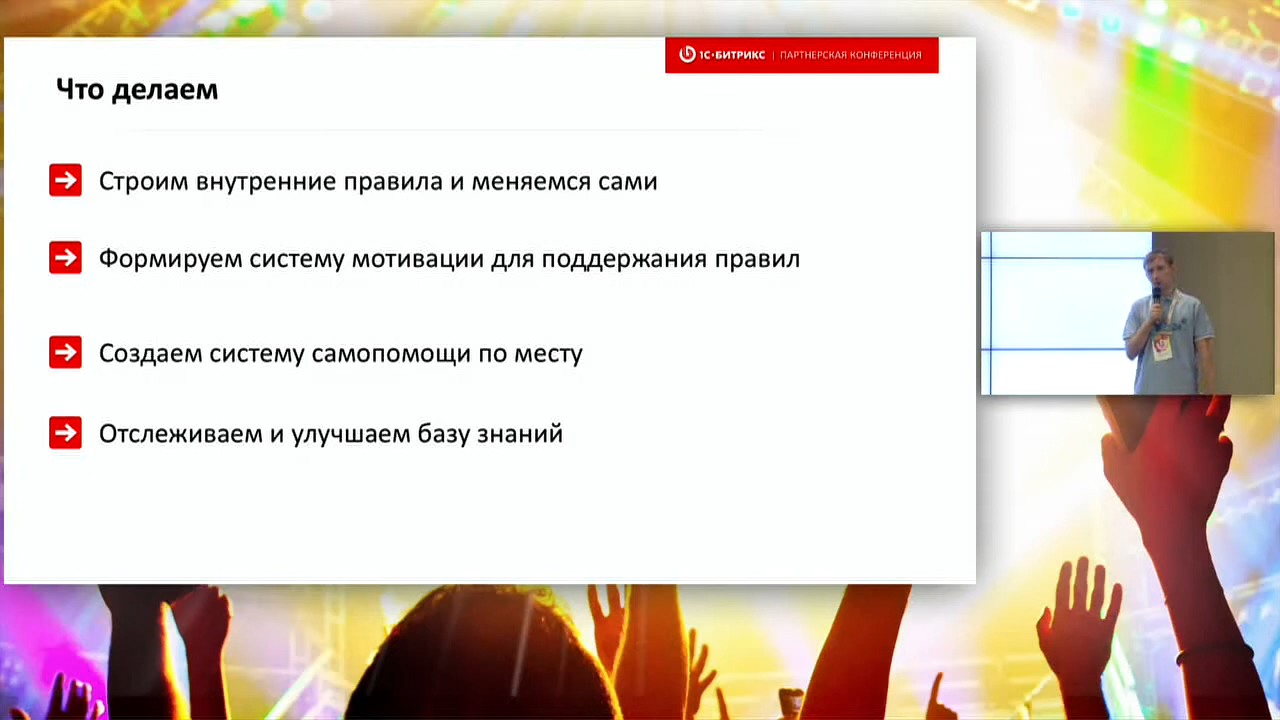 1С·БИТРИКС | ПАРТНЕРСКАЯ КОНФЕРЕНЦИЯ
Что делаем
Строим внутренние правила и меняемся сами
Формируем систему мотивации для поддержания правил
Создаем систему самопомощи по месту
Отслеживаем и улучшаем базу знаний